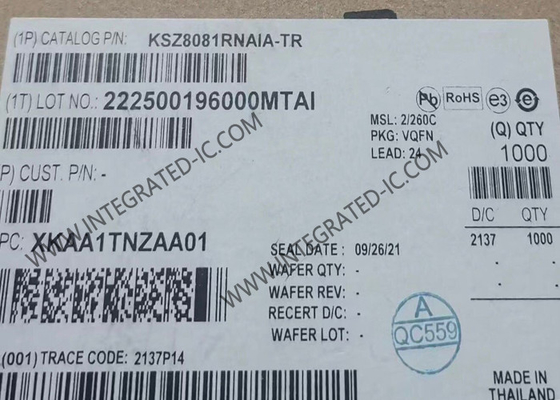 (1P) CATALOG P/N: KSZ8081RNAIA-TR
(1T) LOT NO.: 222500196000MTAI
Pb RoHS e3 e
MSL: 2/260C
PKG: VQFN
LEAD: 24
(Q) QTY
1000
P) CUST. P/N: -
D/C QTY
2137 1000
- -
- -
PC: XKAA1TNZAA01
SEAL DATE: 09/26/21
WAFER QTY: -
WAFER REV: -
RECERT D/C: -
WAFER LOT: -
A
QC559
(001) TRACE CODE: 2137P14
MADE IN
THAILAND
WWW.INTEGRATED-IC.COM
WWW.INTEGRATED-IC.COM